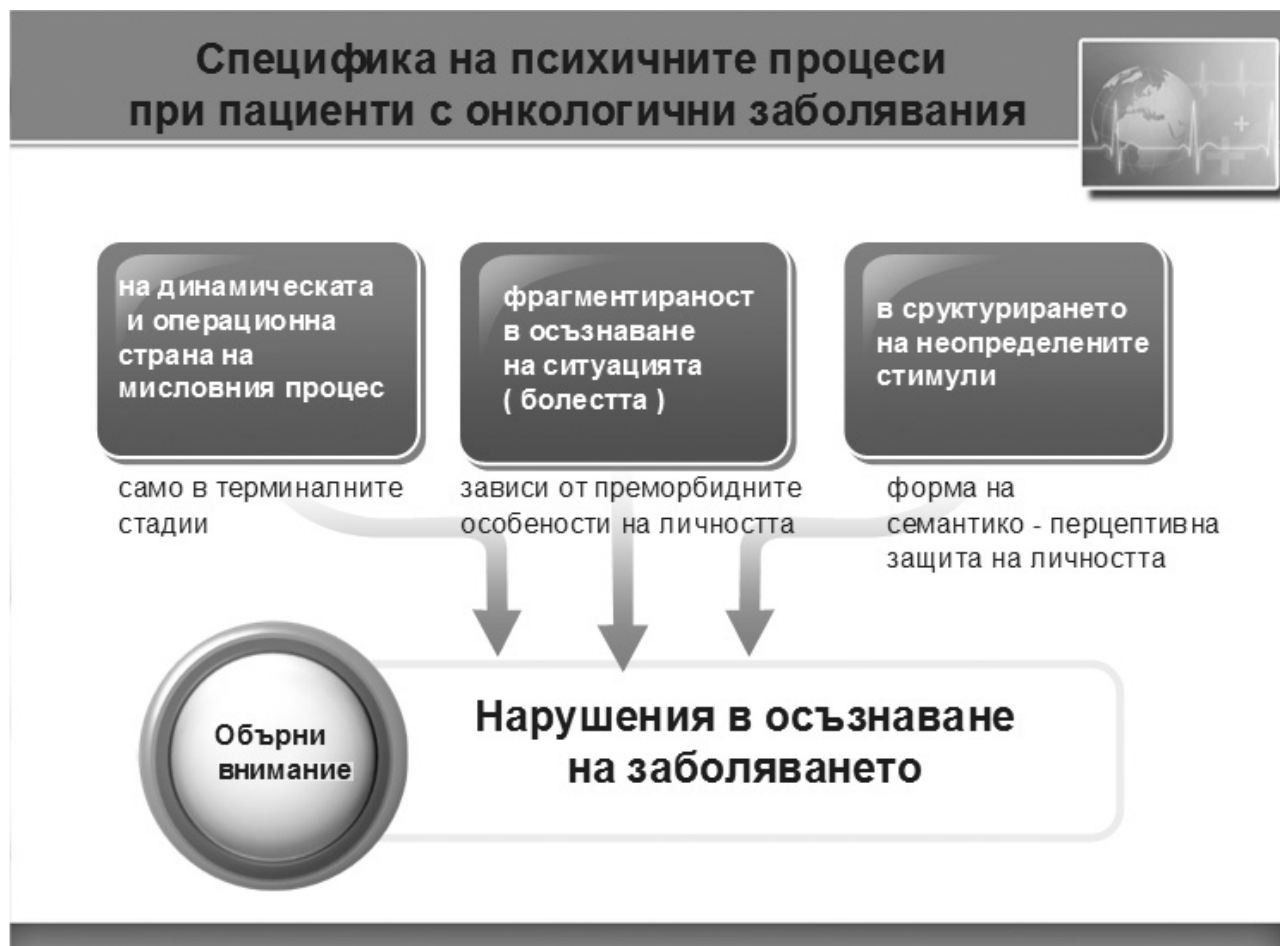 Специфика на психичните процеси
при пациенти с онкологични заболявания
на динамическата
и операционна
страна на
мисловния процес
фрагментираност
в осъзнаване
на ситуацията
( болестта )
в сруктурирането
на неопределените
стимули
само в терминалните
стадии
зависи от преморбидните
особености на личността
форма на
семантико - перцептивна
защита на личността
Обърни
внимание
Нарушения в осъзнаване
на заболяването